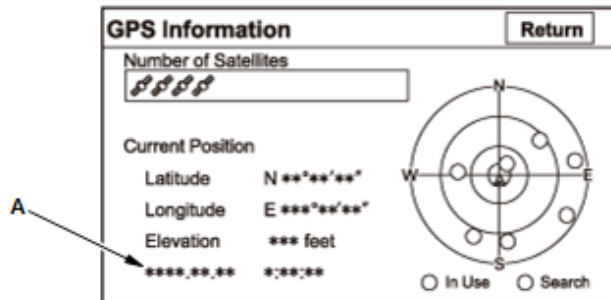 GPS Information
Return
Number of Satellites
Current Position
Latitude N **°**'**"
Longitude E ***°**'**"
Elevation *** feet
****.**.** *:**:**
A
N
W
E
S
In Use
Search